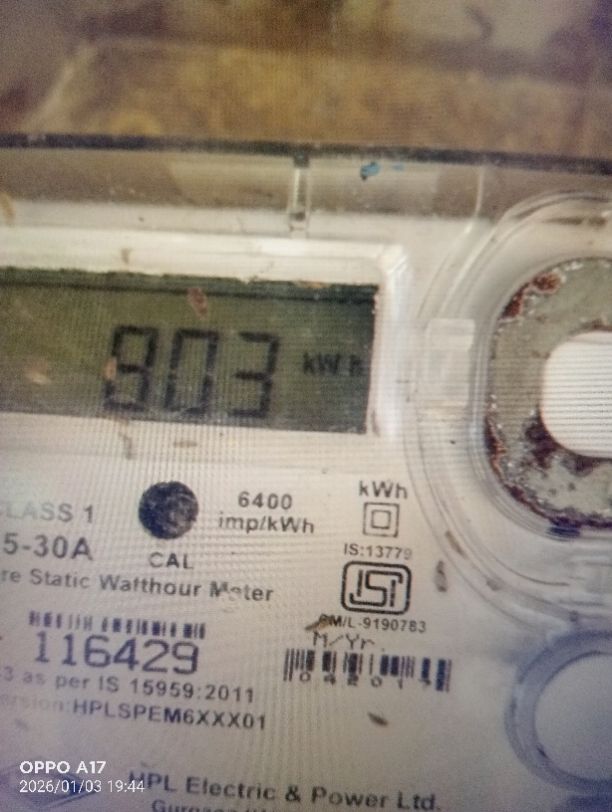 803 kWh
CLASS 1
5-30A
CAL
6400
imp/kWh
kWh
IS:13779
ISI
CM/L-9190783
re Static Watthour Meter
M/Yr.
116429
3 as per IS 15959:2011
ersion:HPLSPEM6XXX01
HPL Electric & Power Ltd.
OPPO A17
2026/01/03 19:44